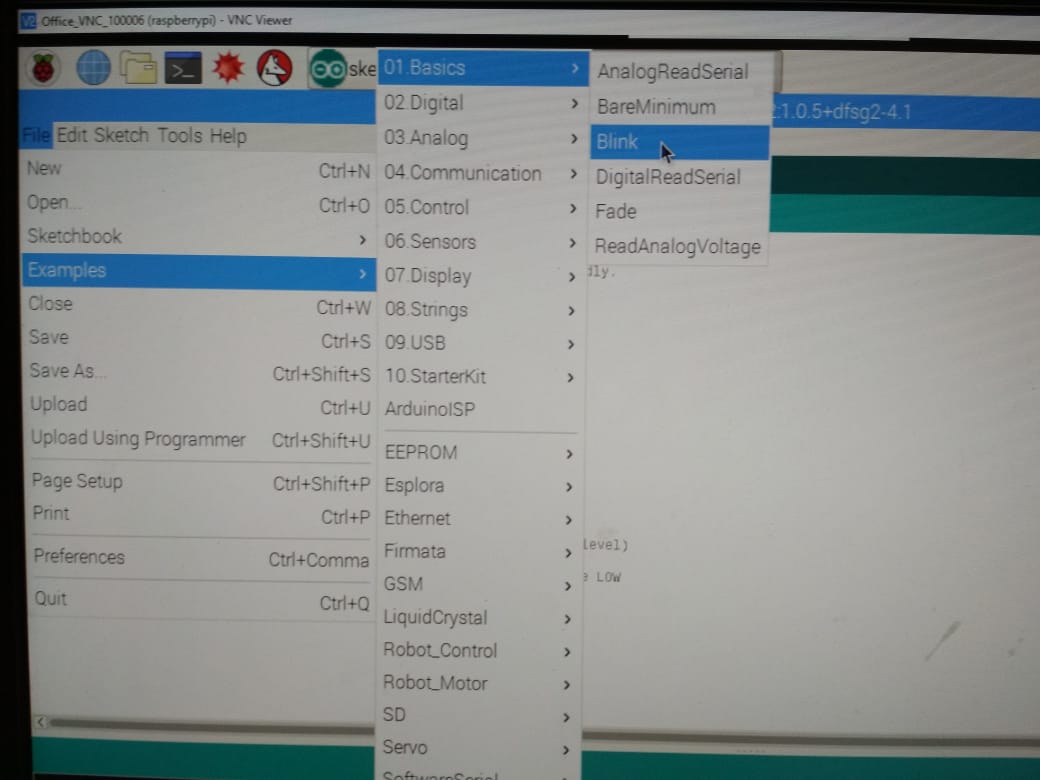 Office_VNC_100006 (raspberrypi) - VNC Viewer
ske
2:1.0.5+dfsg2-4.1
File Edit Sketch Tools Help
New Ctrl+N
Open... Ctrl+O
Sketchbook
Examples
Close Ctrl+W
Save Ctrl+S
Save As... Ctrl+Shift+S
Upload Ctrl+U
Upload Using Programmer Ctrl+Shift+U
Page Setup Ctrl+Shift+P
Print Ctrl+P
Preferences Ctrl+Comma
Quit Ctrl+Q
01.Basics
02.Digital
03.Analog
04.Communication
05.Control
06.Sensors
07.Display
08.Strings
09.USB
10.StarterKit
ArduinoISP
EEPROM
Esplora
Ethernet
Firmata
GSM
LiquidCrystal
Robot_Control
Robot_Motor
SD
Servo
SoftwareSerial
AnalogReadSerial
BareMinimum
Blink
DigitalReadSerial
Fade
ReadAnalogVoltage
dly.
level)
e LOW